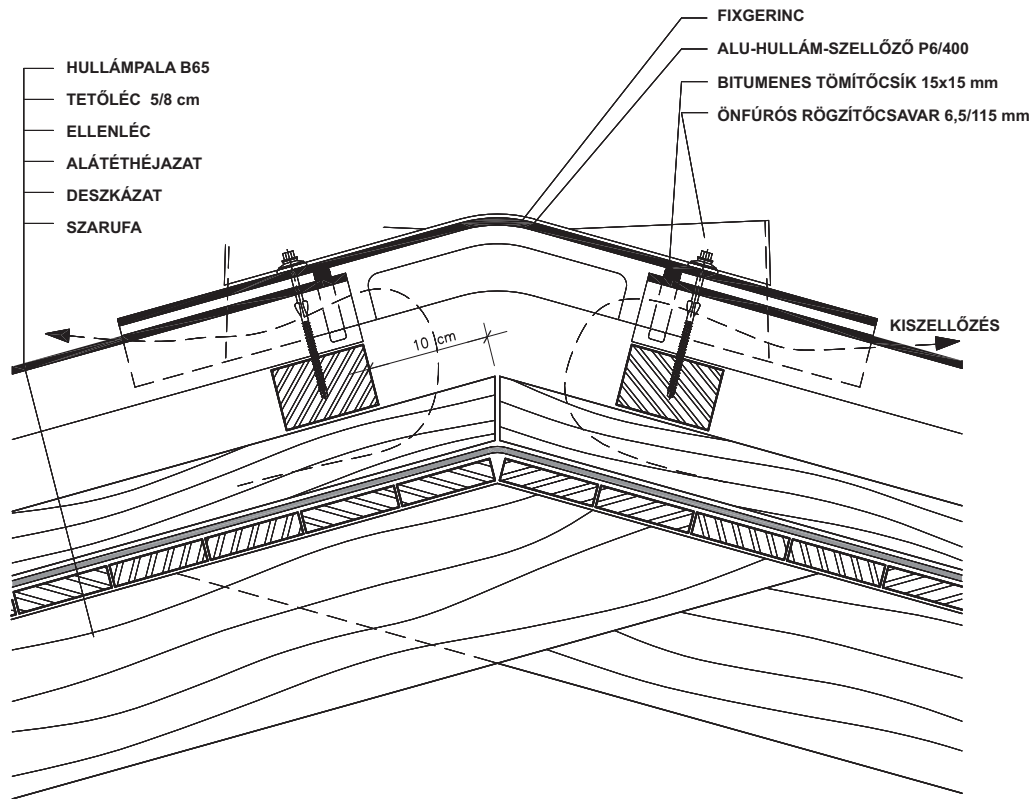 FIXGERINC
ALU-HULLÁM-SZELLŐZŐ P6/400
BITUMENES TÖMÍTŐCSÍK 15x15 mm
ÖNFÚRÓS RÖGZÍTŐCSAVAR 6,5/115 mm
HULLÁMPALA B65
TETŐLÉC 5/8 cm
ELLENLÉC
ALÁTÉTHÉJAZAT
DESZKÁZAT
SZARUFA
KISZELLŐZÉS
10 cm